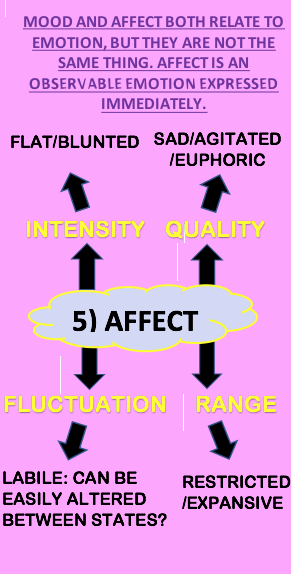 MOOD AND AFFECT BOTH RELATE TO
EMOTION, BUT THEY ARE NOT THE
SAME THING. AFFECT IS AN
OBSERVABLE EMOTION EXPRESSED
IMMEDIATELY.
FLAT/BLUNTED
SAD/AGITATED
/EUPHORIC
INTENSITY
QUALITY
5) AFFECT
FLUCTUATION
RANGE
LABILE: CAN BE
EASILY ALTERED
BETWEEN STATES?
RESTRICTED
/EXPANSIVE